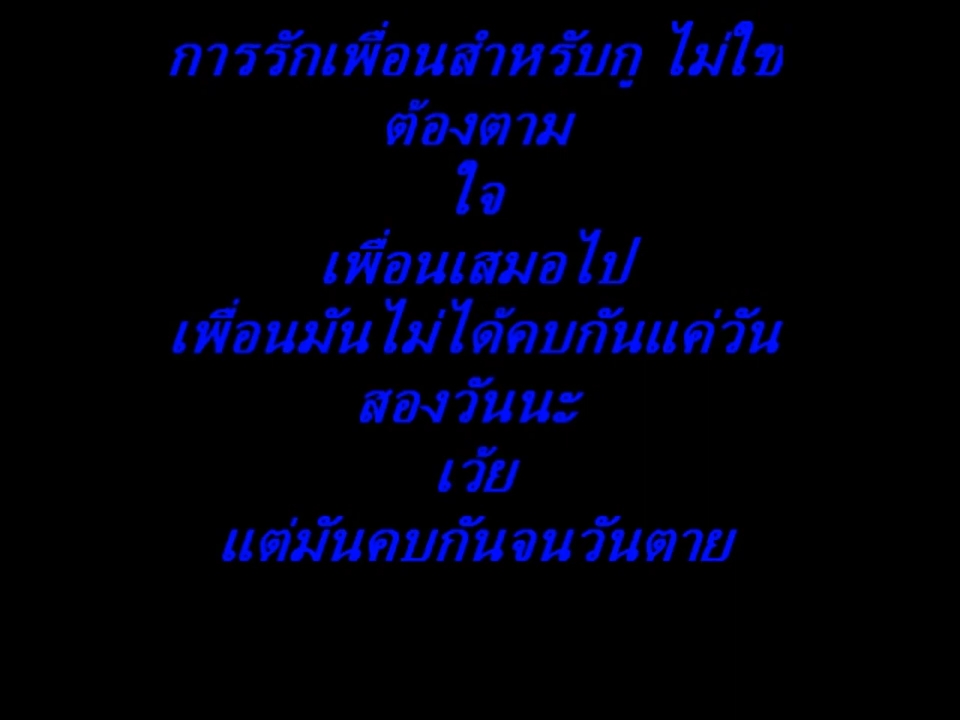 การรักเพื่อนสำหรับกู ไม่ใข
ต้องตาม
ใจ
เพื่อนเสมอไป
เพื่อนมันไม่ได้คบกันแค่วัน
สองวันนะ
เว้ย
แต่มันคบกันจนวันตาย